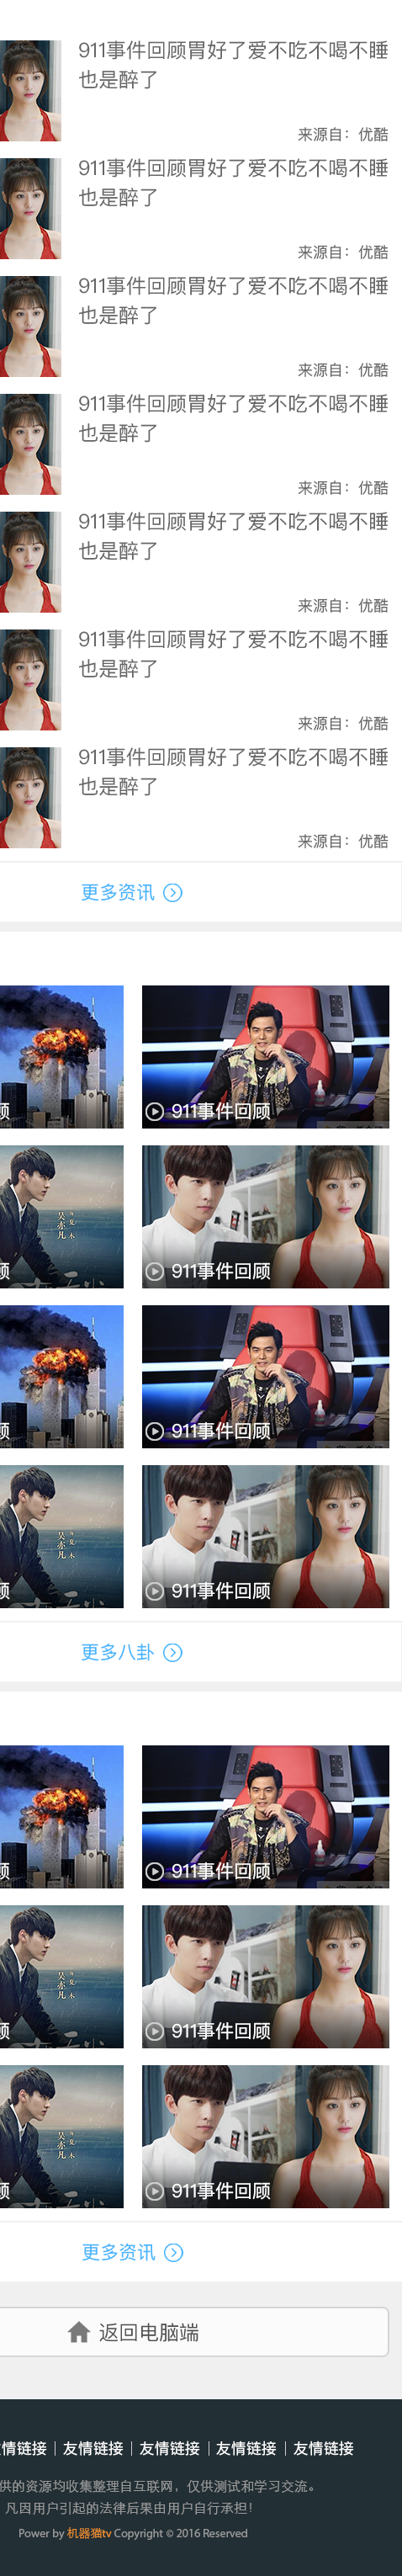 911事件回顾胃好了爱不吃不喝不睡
也是醉了
来源自：优酷
911事件回顾胃好了爱不吃不喝不睡
也是醉了
来源自：优酷
911事件回顾胃好了爱不吃不喝不睡
也是醉了
来源自：优酷
911事件回顾胃好了爱不吃不喝不睡
也是醉了
来源自：优酷
911事件回顾胃好了爱不吃不喝不睡
也是醉了
来源自：优酷
911事件回顾胃好了爱不吃不喝不睡
也是醉了
来源自：优酷
911事件回顾胃好了爱不吃不喝不睡
也是醉了
来源自：优酷
更多资讯
顾 911事件回顾
吴亦凡
顾 911事件回顾
顾 911事件回顾
吴亦凡
顾 911事件回顾
更多八卦
顾 911事件回顾
吴亦凡
顾 911事件回顾
吴亦凡
顾 911事件回顾
更多资讯
返回电脑端
情链接 | 友情链接 | 友情链接 | 友情链接 | 友情链接
供的资源均收集整理自互联网，仅供测试和学习交流。
凡因用户引起的法律后果由用户自行承担！
Power by 机器猫tv Copyright © 2016 Reserved